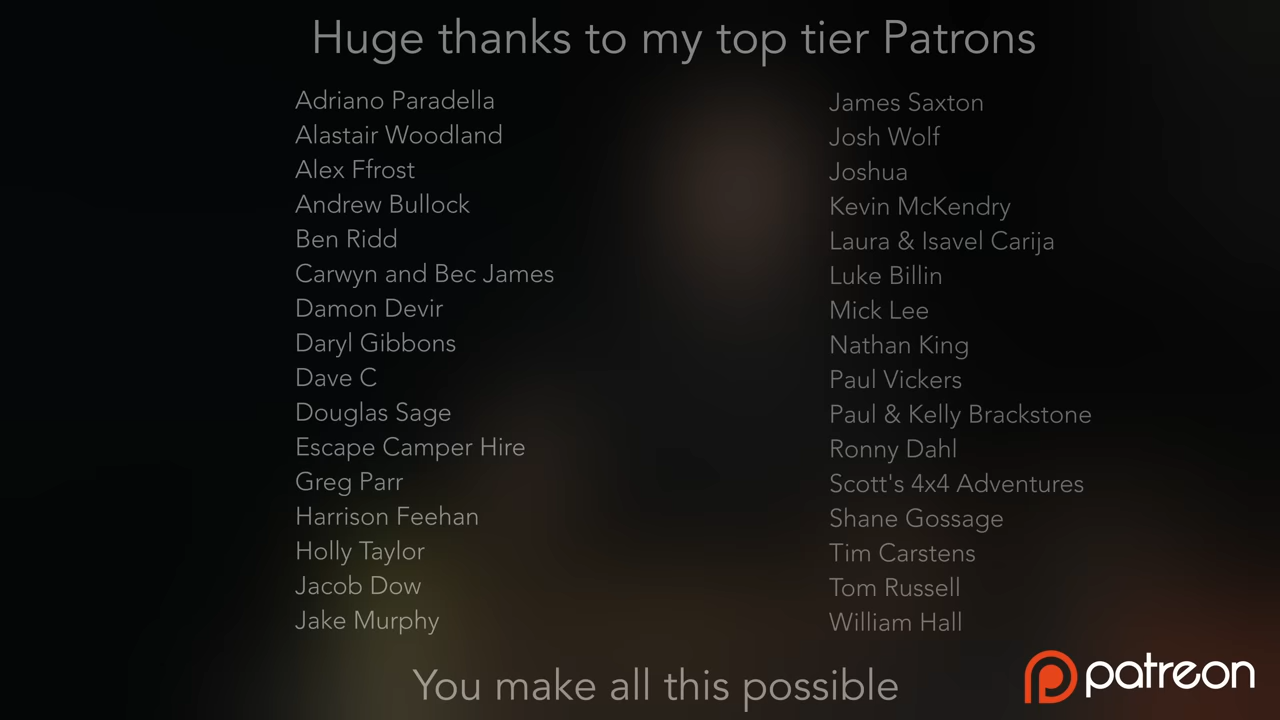 Huge thanks to my top tier Patrons
Adriano Paradella
Alastair Woodland
Alex Ffrost
Andrew Bullock
Ben Ridd
Carwyn and Bec James
Damon Devir
Daryl Gibbons
Dave C
Douglas Sage
Escape Camper Hire
Greg Parr
Harrison Feehan
Holly Taylor
Jacob Dow
Jake Murphy
James Saxton
Josh Wolf
Joshua
Kevin McKendry
Laura & Isavel Carija
Luke Billin
Mick Lee
Nathan King
Paul Vickers
Paul & Kelly Brackstone
Ronny Dahl
Scott's 4x4 Adventures
Shane Gossage
Tim Carstens
Tom Russell
William Hall
You make all this possible
patreon